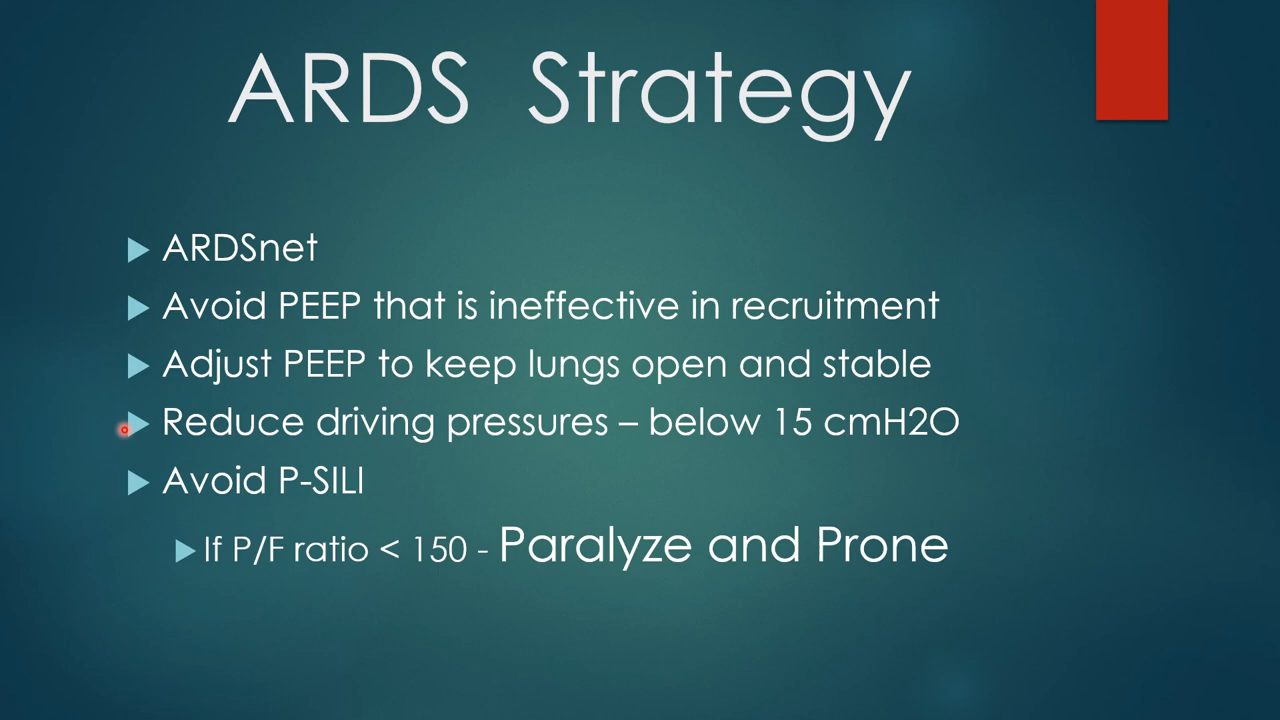 ARDS Strategy
ARDSnet
Avoid PEEP that is ineffective in recruitment
Adjust PEEP to keep lungs open and stable
Reduce driving pressures – below 15 cmH2O
Avoid P-SILI
If P/F ratio < 150 - Paralyze and Prone